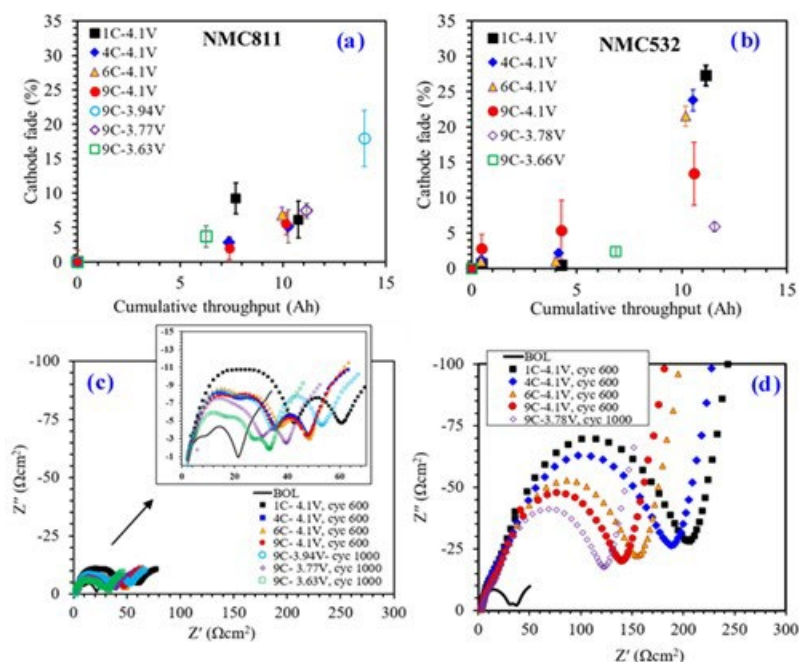 NMC811
(a)
1C-4.1V
4C-4.1V
6C-4.1V
9C-4.1V
9C-3.94V
9C-3.77V
9C-3.63V
Cathode fade (%)
35
30
25
20
15
10
5
0
0 5 10 15
Cumulative throughput (Ah)
NMC532
(b)
1C-4.1V
4C-4.1V
6C-4.1V
9C-4.1V
9C-3.78V
9C-3.66V
Cathode fade (%)
35
30
25
20
15
10
5
0
0 5 10 15
Cumulative throughput (Ah)
(c)
Z'' (Ωcm²)
-100
-75
-50
-25
0
-15
-13
-11
-9
-7
-5
-3
-1
0 20 40 60
BOL
1C- 4.1V, cyc 600
4C- 4.1V, cyc 600
6C- 4.1V, cyc 600
9C- 4.1V, cyc 600
9C-3.94V- cyc 1000
9C- 3.77V, cyc 1000
9C- 3.63V, cyc 1000
0 50 100 150 200 250 300
Z' (Ωcm²)
(d)
BOL
1C-4.1V, cyc 600
4C-4.1V, cyc 600
6C-4.1V, cyc 600
9C-4.1V, cyc 600
9C-3.78V, cyc 1000
Z'' (Ωcm²)
-100
-75
-50
-25
0
0 50 100 150 200 250 300
Z' (Ωcm²)